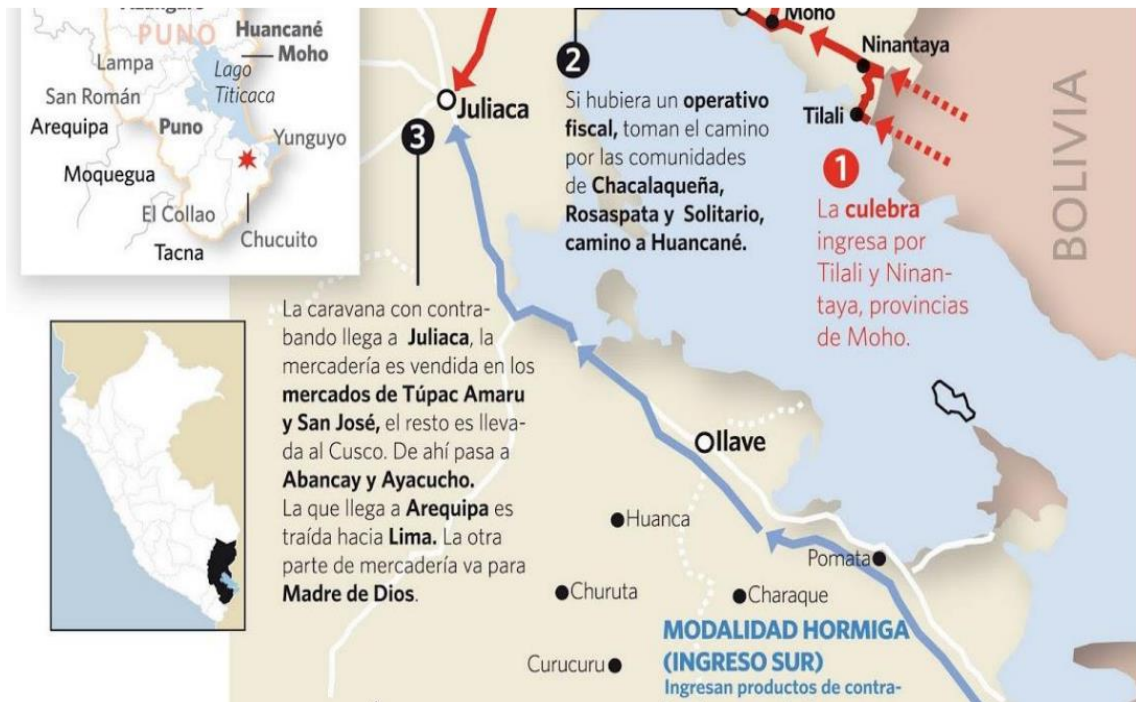 PUNO
Huancané
Moho
Lampa
Lago
Titicaca
San Román
Arequipa
Puno
Yunguyo
Moquegua
El Collao
Chucuito
Tacna
Juliaca
3
La caravana con contra-
bando llega a Juliaca, la
mercadería es vendida en los
mercados de Túpac Amaru
y San José, el resto es lleva-
da al Cusco. De ahí pasa a
Abancay y Ayacucho.
La que llega a Arequipa es
traída hacia Lima. La otra
parte de mercadería va para
Madre de Dios.
2
Si hubiera un operativo
fiscal, toman el camino
por las comunidades
de Chacalaqueña,
Rosaspata y Solitario,
camino a Huancané.
Moho
Ninantaya
Tilali
1
La culebra
ingresa por
Tilali y Ninan-
taya, provincias
de Moho.
BOLIVIA
Ilave
Huanca
Pomata
Churuta
Charaque
Curucuru
MODALIDAD HORMIGA
(INGRESO SUR)
Ingresan productos de contra-